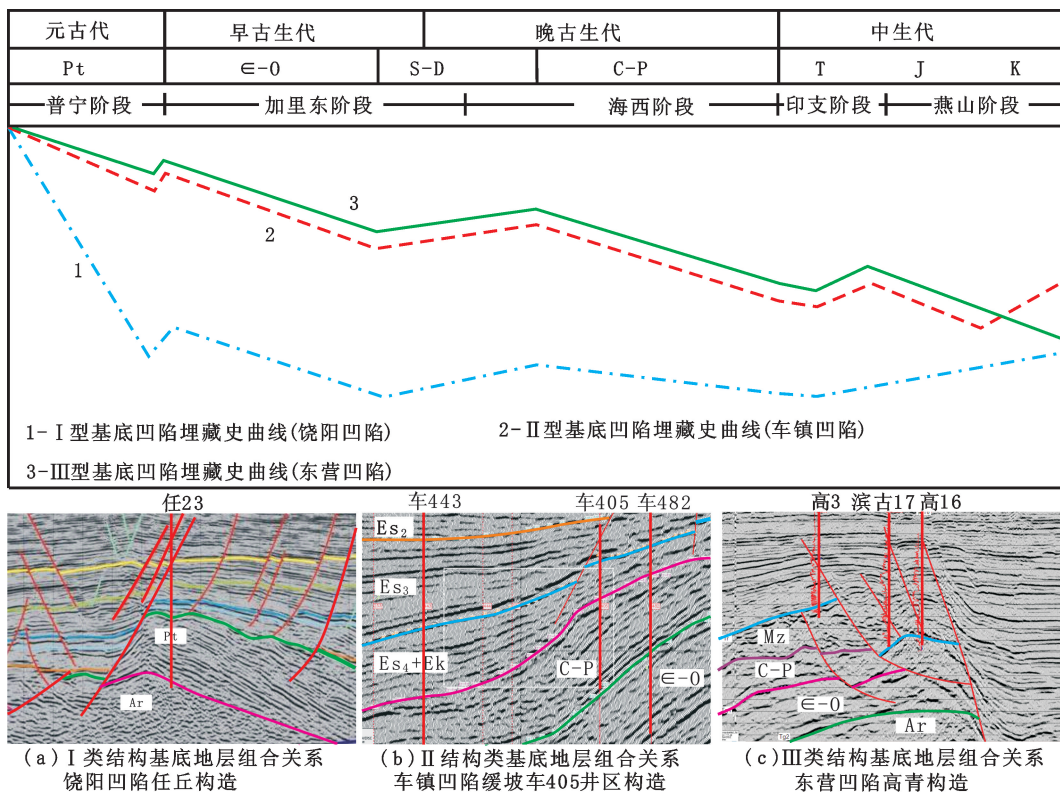 元古代 早古生代 晚古生代 中生代
Pt ∈-O S-D C-P T J K
普宁阶段 加里东阶段 海西阶段 印支阶段 燕山阶段
3
2
1
1-Ⅰ型基底凹陷埋藏史曲线(饶阳凹陷)
2-Ⅱ型基底凹陷埋藏史曲线(车镇凹陷)
3-Ⅲ型基底凹陷埋藏史曲线(东营凹陷)
任23
Pt
Ar
车443 车405 车482
Es2
Es3
Es4+Ek
C-P
∈-O
高3 滨古17 高16
Mz
C-P
∈-O
Ar
Tg2
(a)Ⅰ类结构基底地层组合关系
饶阳凹陷任丘构造
(b)Ⅱ结构类基底地层组合关系
车镇凹陷缓坡车405井区构造
(c)Ⅲ类结构基底地层组合关系
东营凹陷高青构造